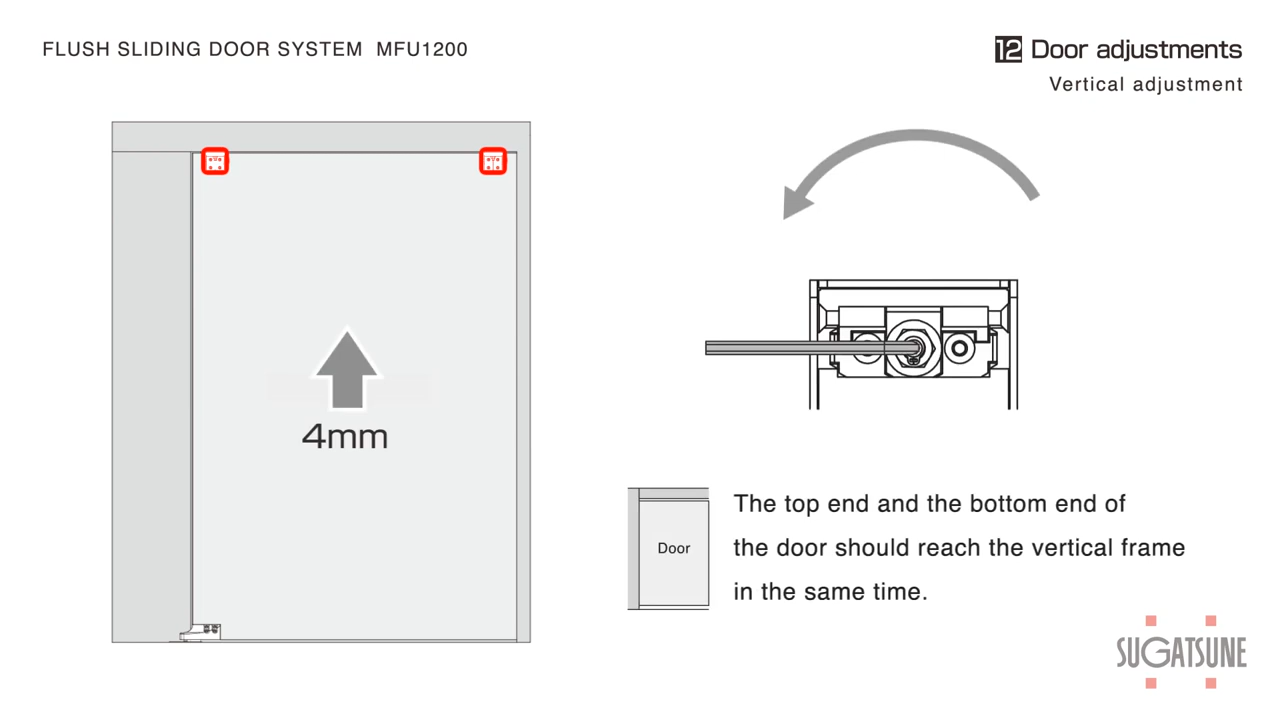 FLUSH SLIDING DOOR SYSTEM MFU1200
12 Door adjustments
Vertical adjustment
4mm
Door
The top end and the bottom end of
the door should reach the vertical frame
in the same time.
SUGATSUNE